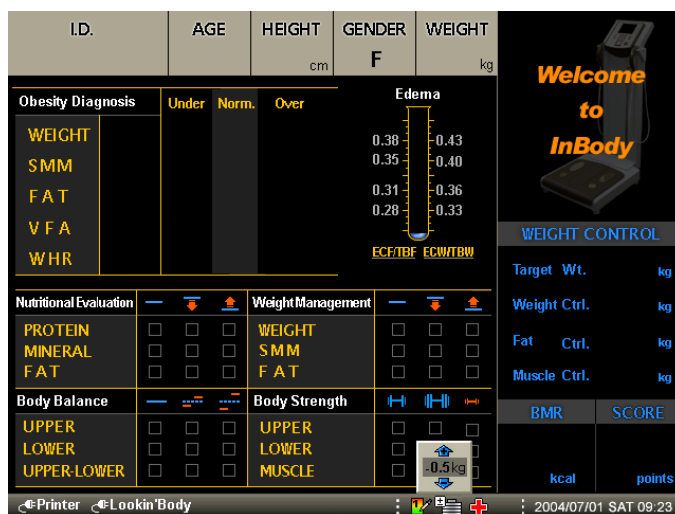 I.D. AGE HEIGHT GENDER WEIGHT
cm F kg
Welcome
to
InBody
Obesity Diagnosis Under Norm. Over
WEIGHT
SMM
FAT
VFA
WHR
Edema
0.38 0.43
0.35 0.40
0.31 0.36
0.28 0.33
ECF/TBF ECW/TBW
WEIGHT CONTROL
Target Wt. kg
Weight Ctrl. kg
Fat Ctrl. kg
Muscle Ctrl. kg
Nutritional Evaluation
PROTEIN
MINERAL
FAT
Weight Management
WEIGHT
SMM
FAT
Body Balance
UPPER
LOWER
UPPER-LOWER
Body Strength
UPPER
LOWER
MUSCLE
-0.5kg
BMR SCORE
kcal points
Printer Lookin'Body
2004/07/01 SAT 09:23